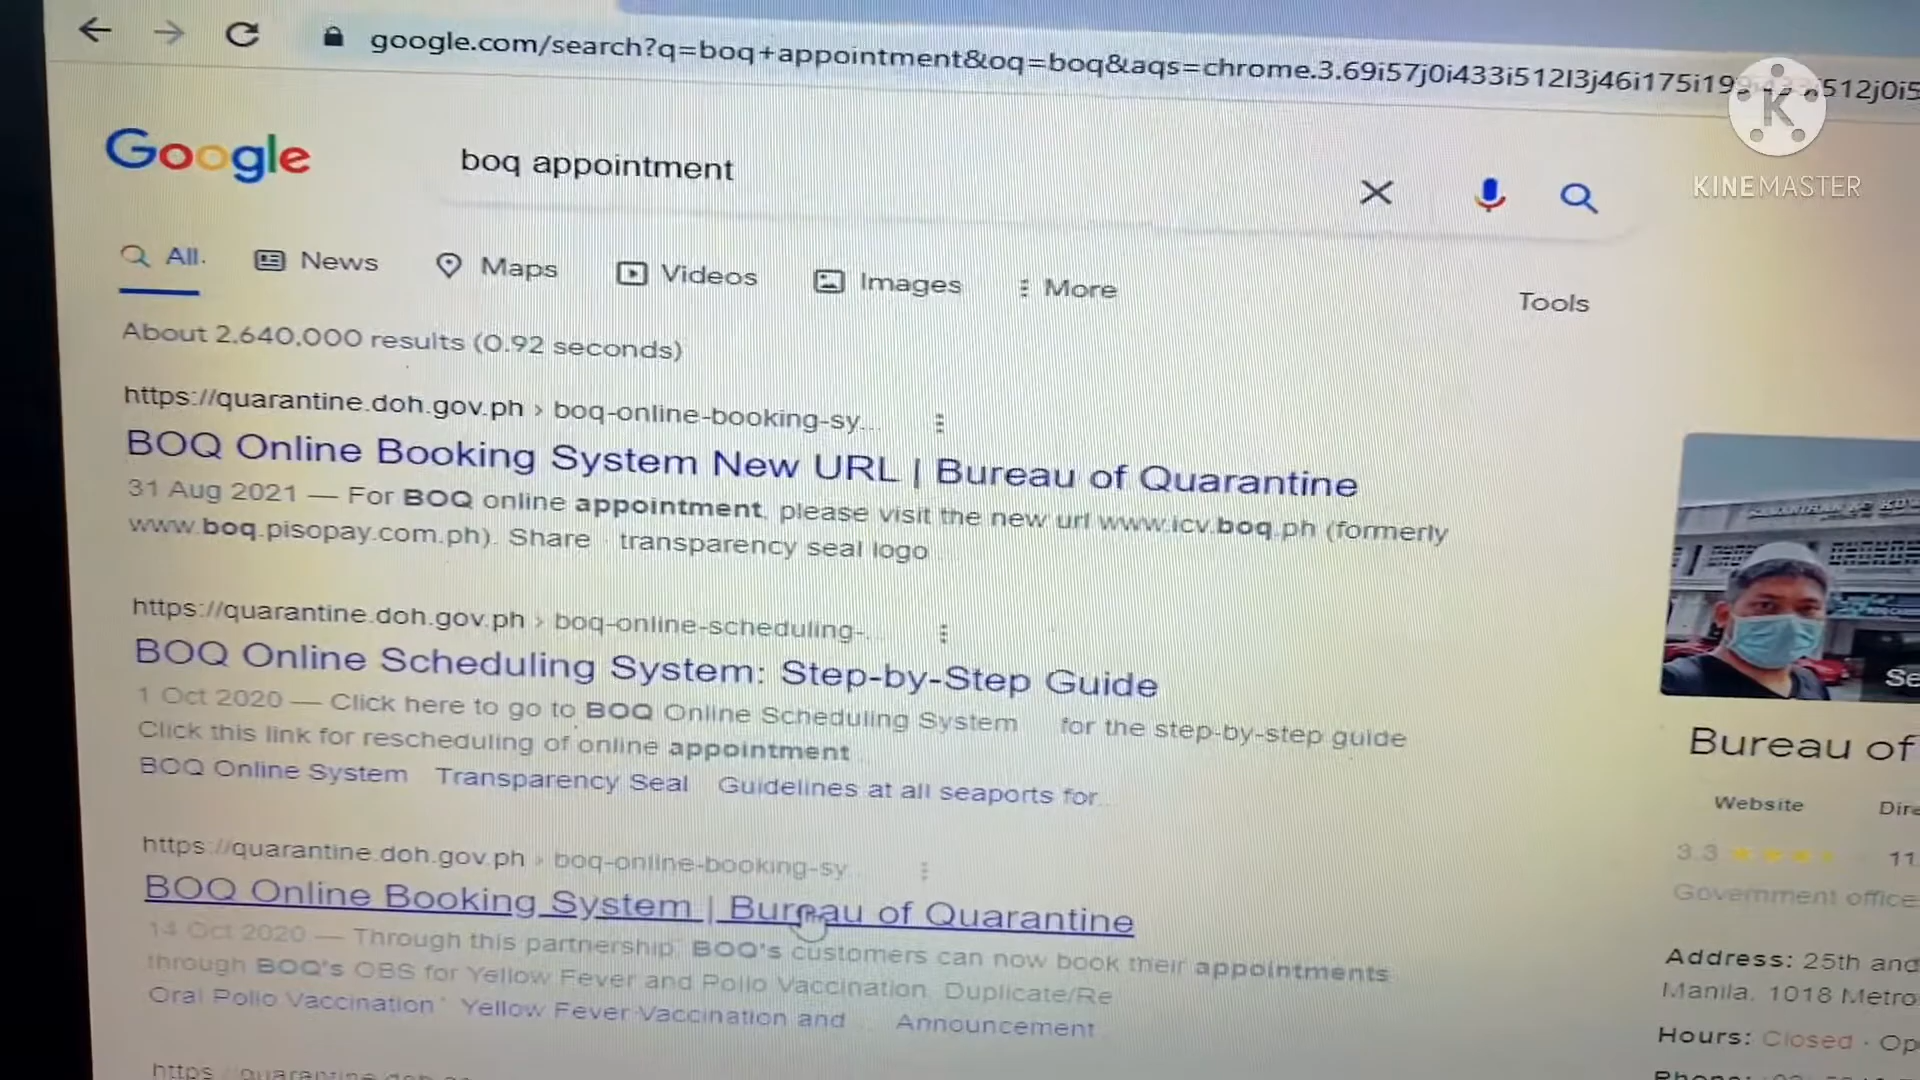 google.com/search?q=boq+appointment&oq=boq&aqs=chrome.3.69i57j0i433i512l3j46i175i199
512j0i5
KINEMASTER
Google
boq appointment
All
News
Maps
Videos
Images
More
Tools
About 2,640,000 results (0.92 seconds)
https://quarantine.doh.gov.ph › boq-online-booking-sy...
BOQ Online Booking System New URL | Bureau of Quarantine
31 Aug 2021 — For BOQ online appointment, please visit the new url www.icv.boq.ph (formerly
www.boq.pisopay.com.ph). Share · transparency seal logo
https://quarantine.doh.gov.ph › boq-online-scheduling-...
BOQ Online Scheduling System: Step-by-Step Guide
1 Oct 2020 — Click here to go to BOQ Online Scheduling System for the step-by-step guide
Click this link for rescheduling of online appointment
BOQ Online System Transparency Seal Guidelines at all seaports for...
https://quarantine.doh.gov.ph › boq-online-booking-sy...
BOQ Online Booking System | Bureau of Quarantine
14 Oct 2020 — Through this partnership, BOQ's customers can now book their appointments
through BOQ's OBS for Yellow Fever and Polio Vaccination, Duplicate/Re
Oral Polio Vaccination Yellow Fever Vaccination and ... Announcement
https
Se
Bureau of
Website
Dire
3.3
11
Government office
Address: 25th and
Manila, 1018 Metro
Hours: Closed · Op